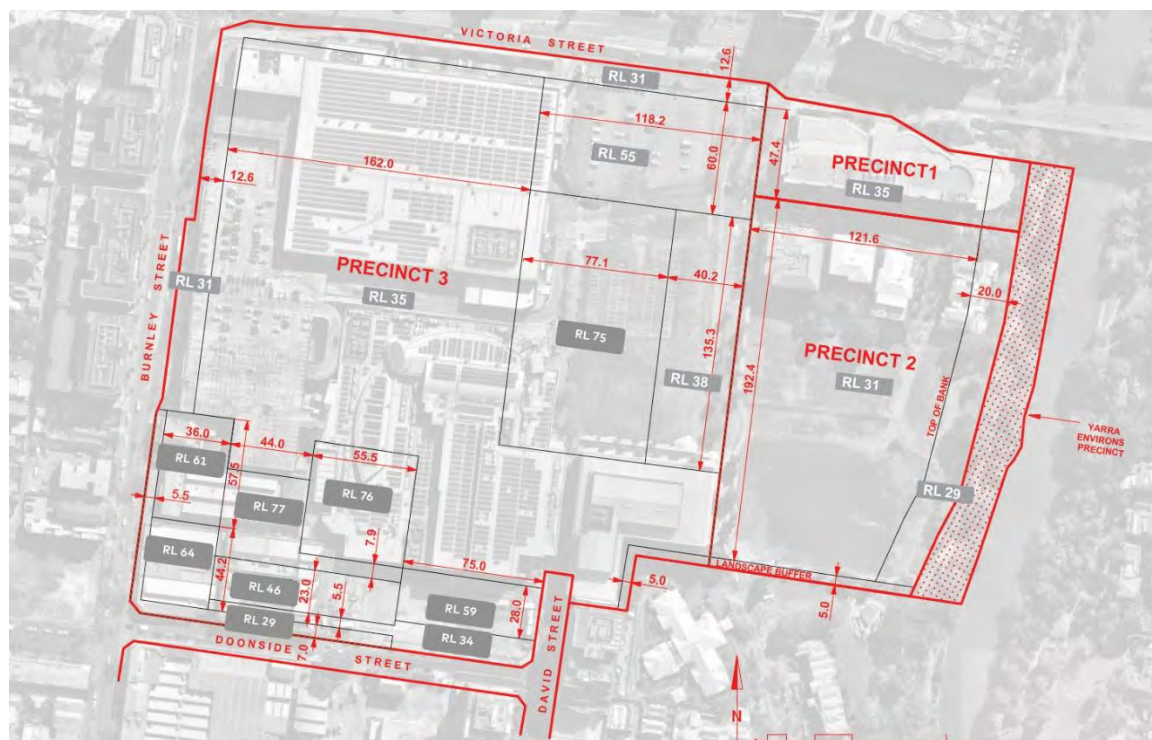 VICTORIA STREET
RL 31
12.6
118.2
RL 55
60.0
47.4
PRECINCT1
RL 35
162.0
12.6
121.6
PRECINCT 3
RL 35
RL 31
BURNLEY STREET
77.1
40.2
20.0
RL 75
135.3
RL 38
192.4
PRECINCT 2
RL 31
TOP OF BANK
YARRA
ENVIRONS
PRECINCT
RL 29
36.0
44.0
55.5
RL 61
57.5
5.5
RL 77
RL 76
RL 64
44.2
7.9
75.0
RL 46
23.0
5.5
RL 59
28.0
RL 29
RL 34
7.0
DOONSIDE STREET
DAVID STREET
LANDSCAPE BUFFER
5.0
5.0
N